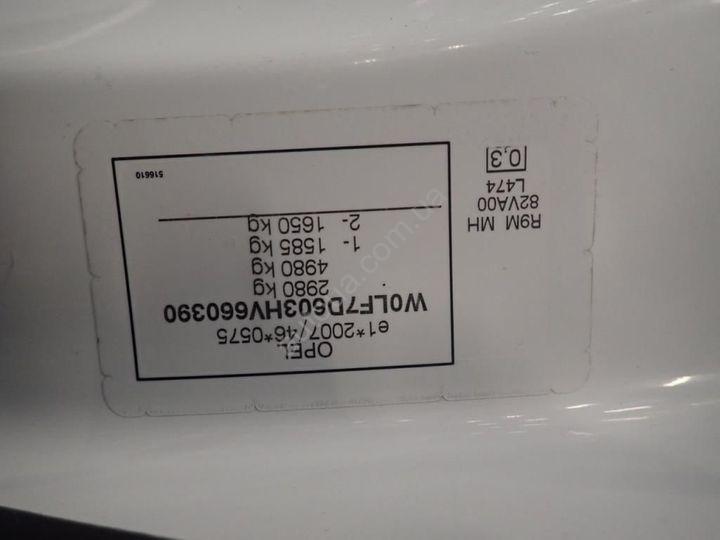 OPEL
e1*2007/46*0575
W0LF7D603HV660390
2980 kg
4980 kg
1- 1585 kg
2- 1650 kg
516610
R9M MH
82VA00
L474
0,3